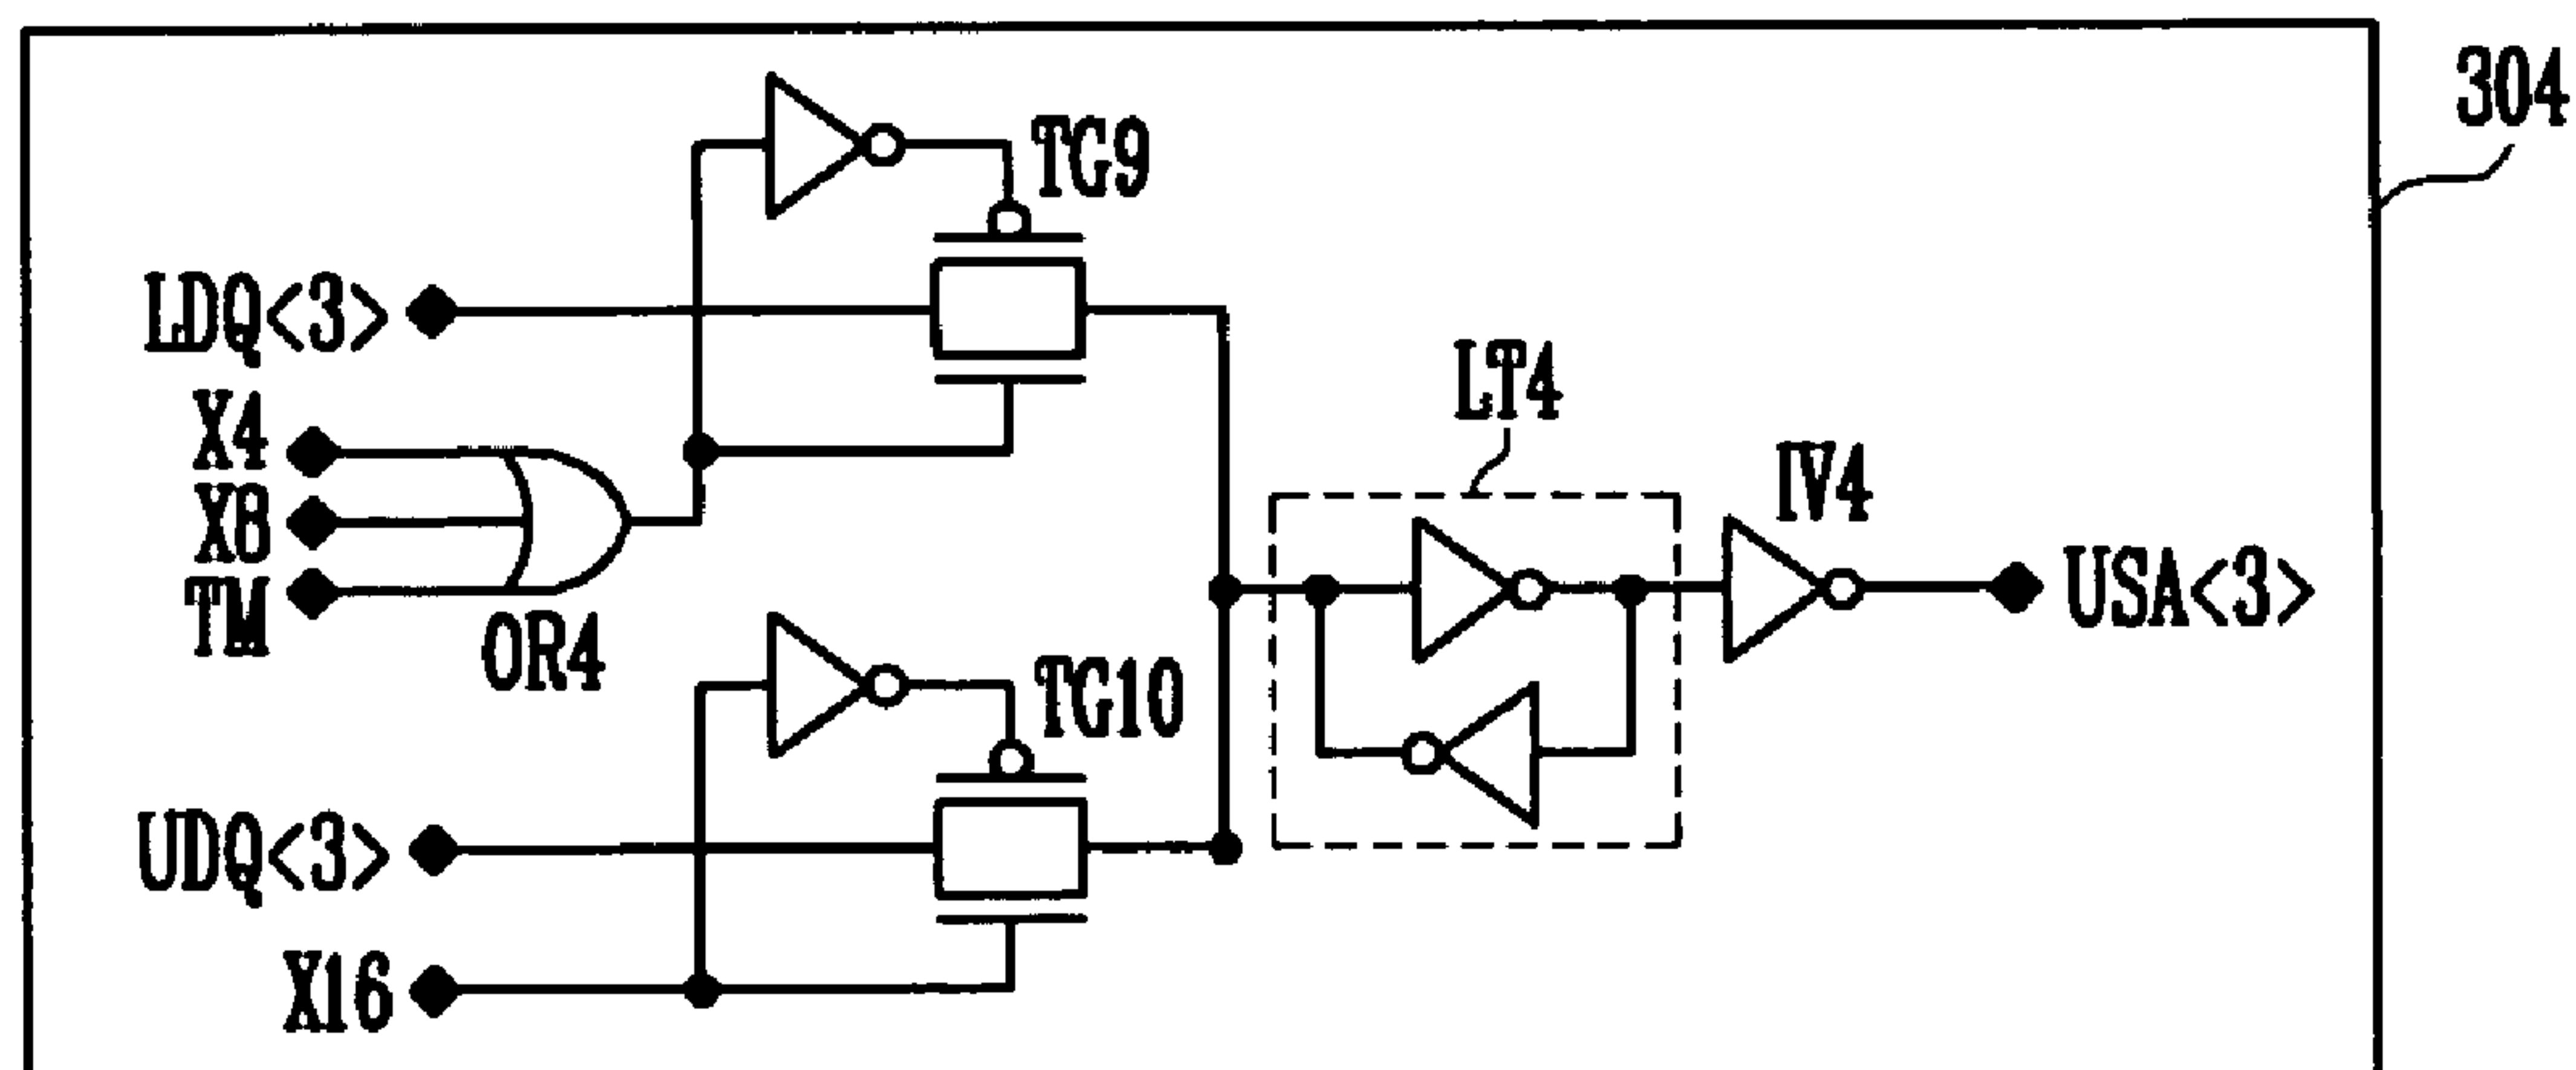 304
TG9
LDQ<3>
X4
X8
TM
OR4
LT4
IV4
USA<3>
TG10
UDQ<3>
X16